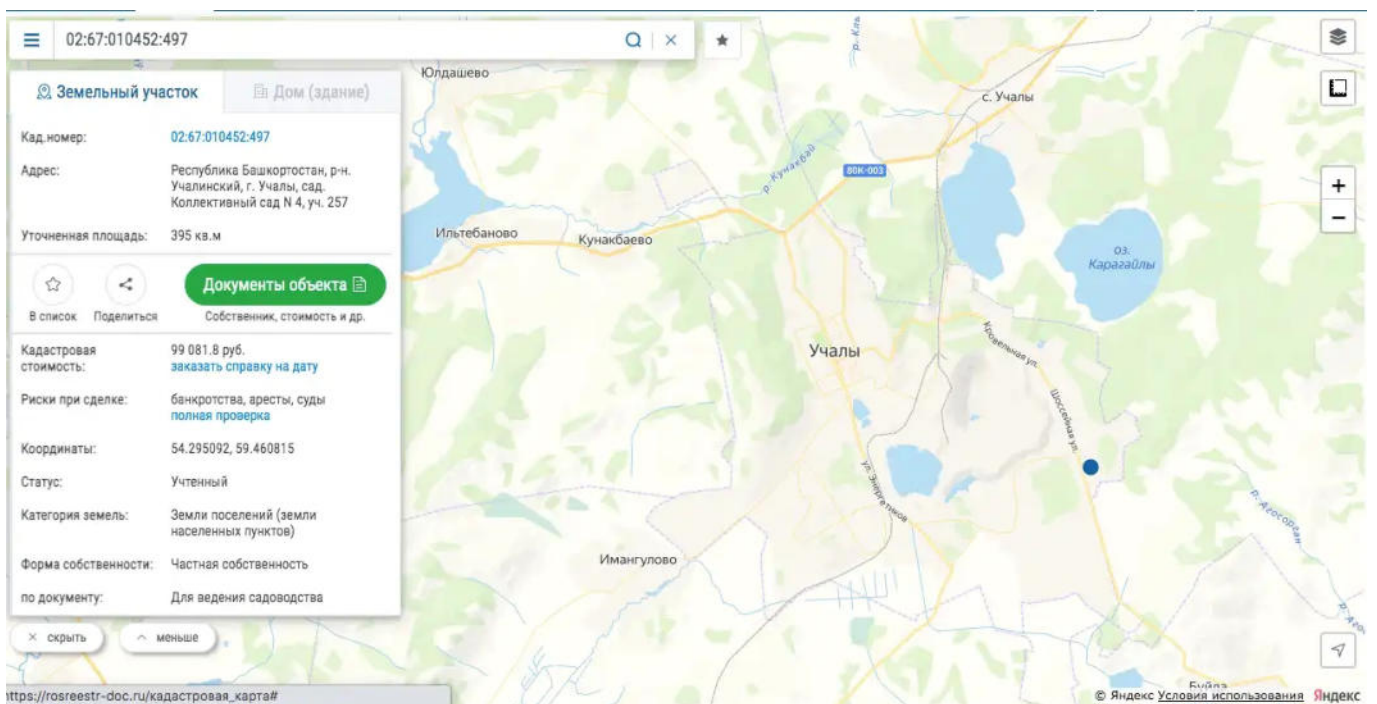 02:67:010452:497
Земельный участок
Дом (здание)
Кад.номер: 02:67:010452:497
Адрес: Республика Башкортостан, р-н.
Учалинский, г. Учалы, сад.
Коллективный сад N 4, уч. 257
Уточненная площадь: 395 кв.м
Документы объекта
В список Поделиться Собственник, стоимость и др.
Кадастровая 99 081.8 руб.
стоимость: заказать справку на дату
Риски при сделке: банкротства, аресты, суды
полная проверка
Координаты: 54.295092, 59.460815
Статус: Учтенный
Категория земель: Земли поселений (земли
населенных пунктов)
Форма собственности: Частная собственность
по документу: Для ведения садоводства
× скрыть
меньше
ttps://rosreestr-doc.ru/кадастровая_карта#
Юлдашево
с. Учалы
р. Кунакбай
80К-003
Ильтебаново
Кунакбаево
оз.
Карагайлы
Кровельная ул.
Учалы
Шоссейная ул.
ул. Энергетиков
Имангулово
р. Агосорган
+
−
© Яндекс Условия использования Яндекс